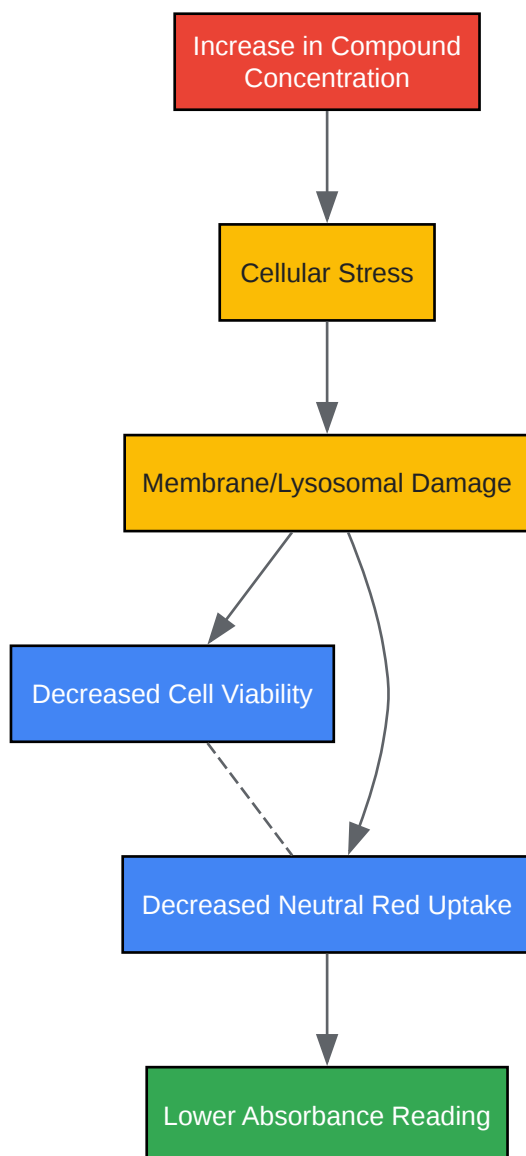 Increase in Compound
Concentration
Cellular Stress
Membrane/Lysosomal Damage
Decreased Cell Viability
Decreased Neutral Red Uptake
Lower Absorbance Reading